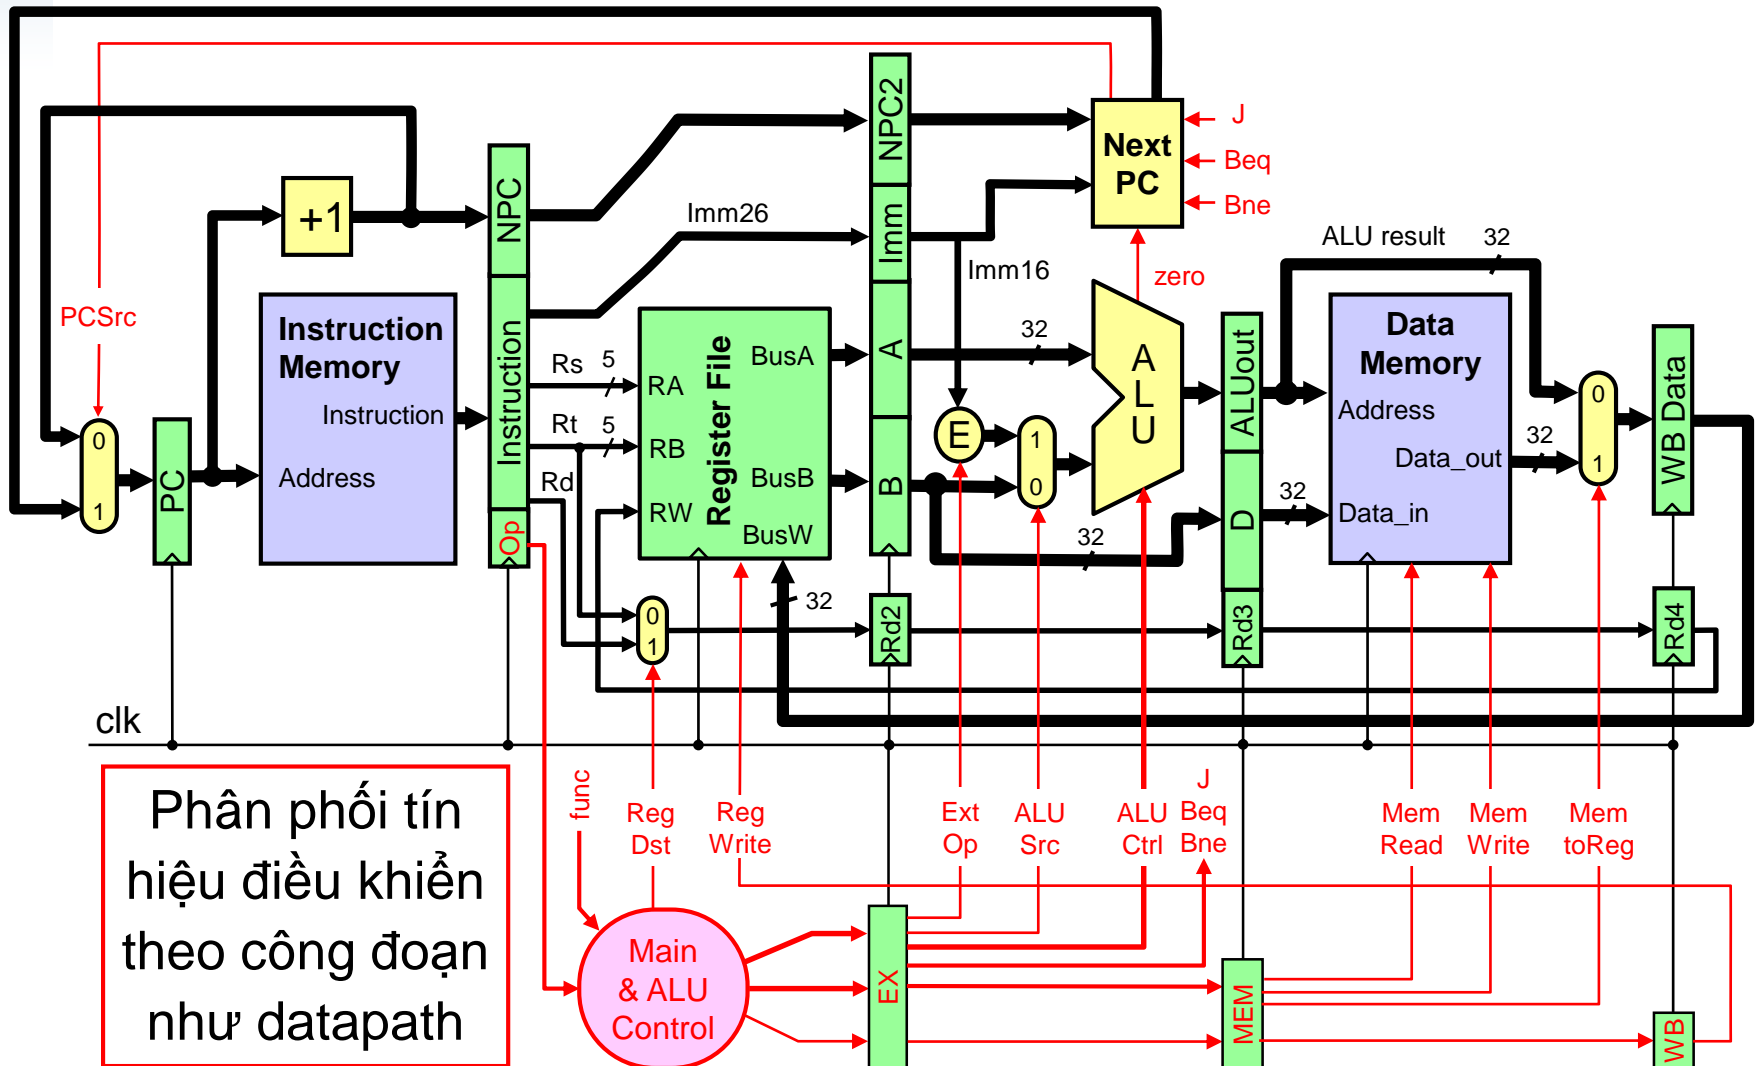 NPC2
J
Next
PC
Beq
Bne
+1
NPC
Imm26
Imm
Imm16
zero
ALU result
32
PCSrc
Instruction
Memory
Instruction
Address
Instruction
Rs
5
Rt
5
Rd
Op
Register File
RA
RB
RW
BusA
BusB
BusW
A
B
32
E
1
0
A
L
U
32
ALUout
D
32
Data
Memory
Address
Data_out
Data_in
32
0
1
WB Data
0
1
PC
0
1
32
Rd2
Rd3
Rd4
clk
Phân phối tín
hiệu điều khiển
theo công đoạn
như datapath
func
Reg
Dst
Reg
Write
Ext
Op
ALU
Src
ALU
Ctrl
J
Beq
Bne
Mem
Read
Mem
Write
Mem
toReg
Main
& ALU
Control
EX
MEM
WB